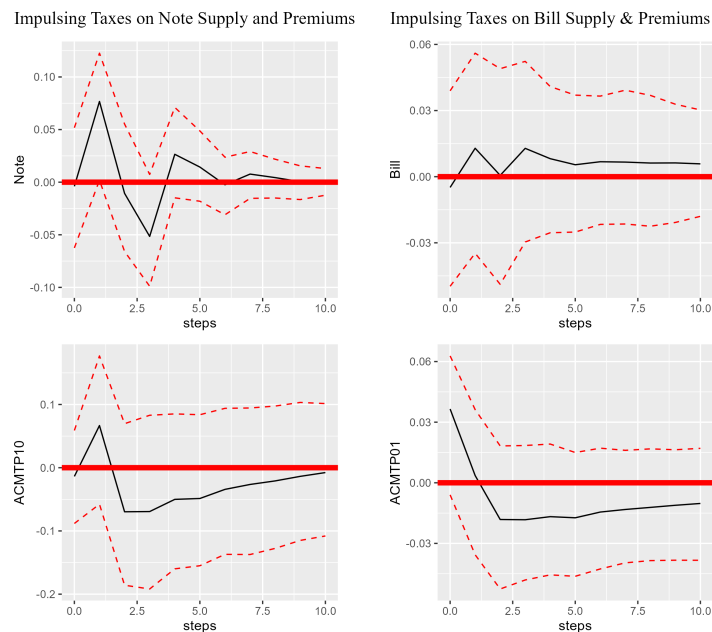 Impulsing Taxes on Note Supply and Premiums
0.10
0.05
0.00
-0.05
-0.10
Note
0.0 2.5 5.0 7.5 10.0
steps
Impulsing Taxes on Bill Supply & Premiums
0.06
0.03
0.00
-0.03
Bill
0.0 2.5 5.0 7.5 10.0
steps
0.1
0.0
-0.1
-0.2
ACMTP10
0.0 2.5 5.0 7.5 10.0
steps
0.06
0.03
0.00
-0.03
ACMTP01
0.0 2.5 5.0 7.5 10.0
steps